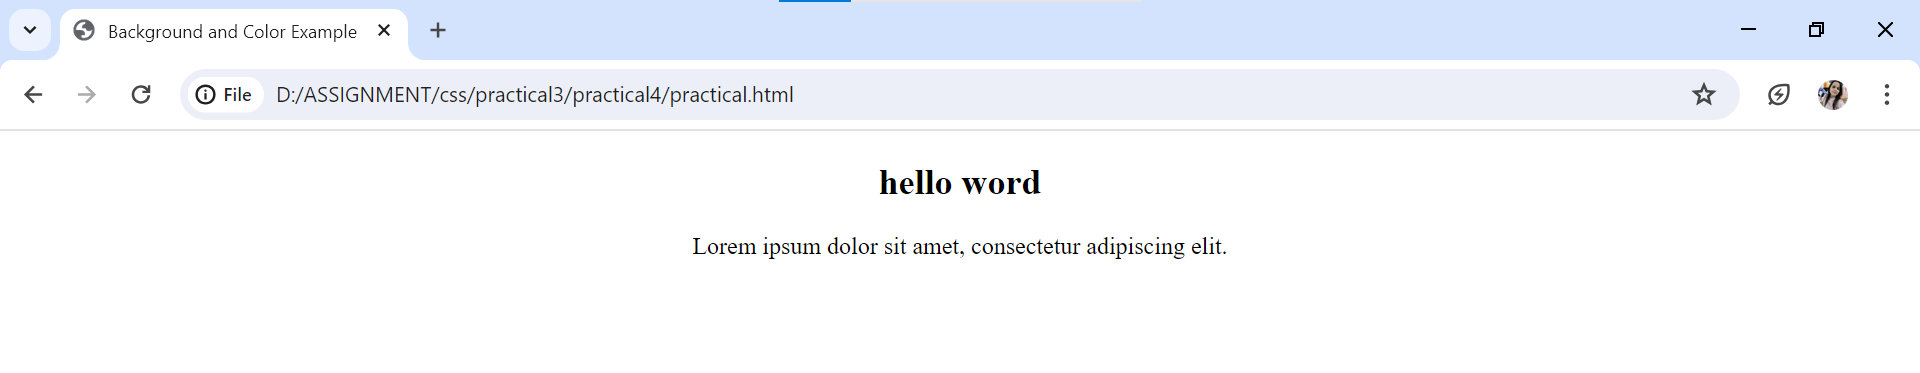 Background and Color Example
File D:/ASSIGNMENT/css/practical3/practical4/practical.html
hello word
Lorem ipsum dolor sit amet, consectetur adipiscing elit.